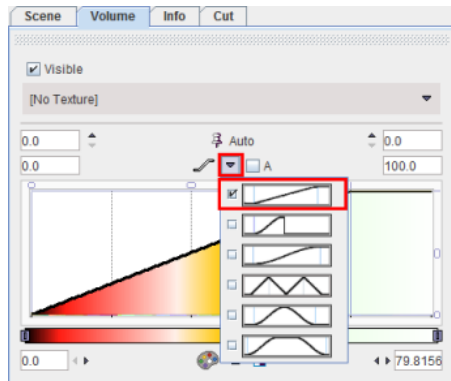 Scene Volume Info Cut
Visible
[No Texture]
0.0 Auto 0.0
0.0 A 100.0
0.0 79.8156